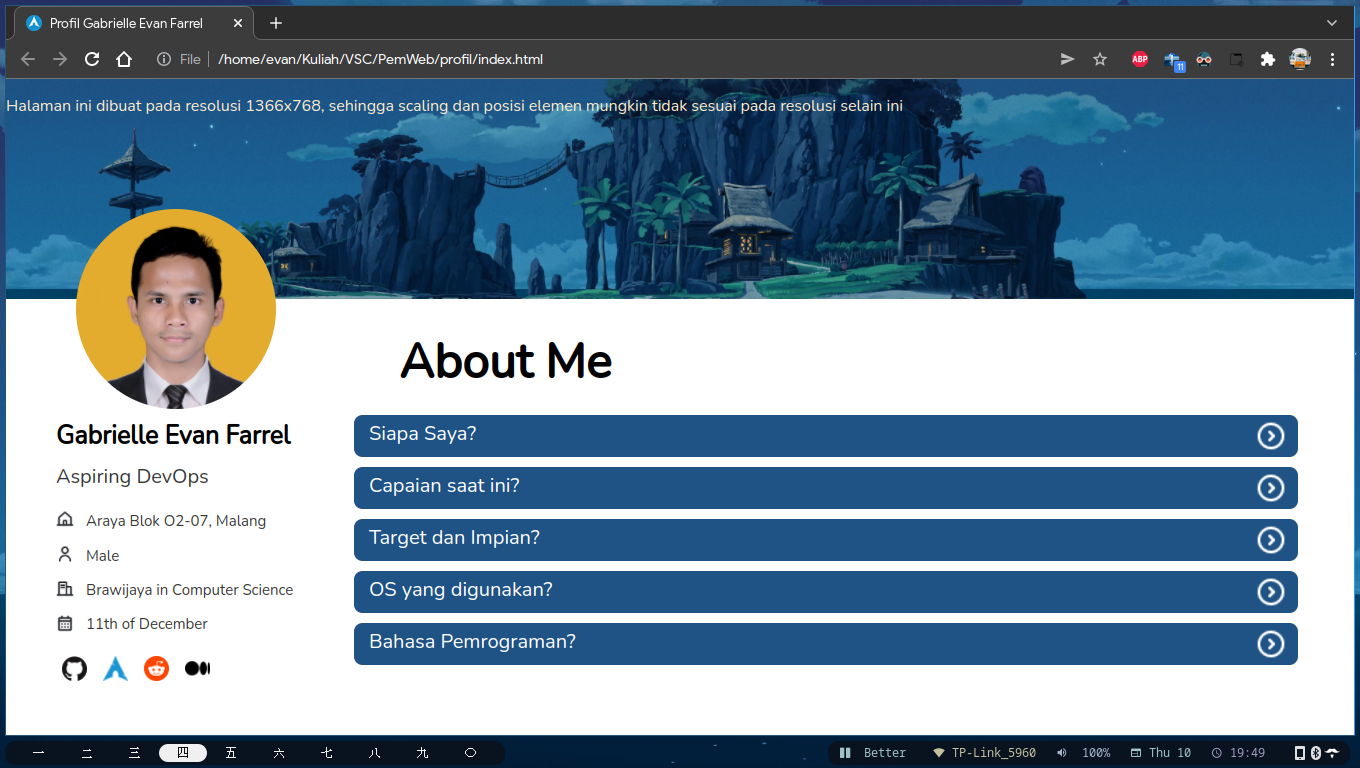 Profil Gabrielle Evan Farrel
File
/home/evan/Kuliah/VSC/PemWeb/profil/index.html
ABP
11
Halaman ini dibuat pada resolusi 1366x768, sehingga scaling dan posisi elemen mungkin tidak sesuai pada resolusi selain ini
Gabrielle Evan Farrel
Aspiring DevOps
Araya Blok O2-07, Malang
Male
Brawijaya in Computer Science
11th of December
About Me
Siapa Saya?
Capaian saat ini?
Target dan Impian?
OS yang digunakan?
Bahasa Pemrograman?
一 二 三 四 五 六 七 八 九 〇
Better TP-Link_5960 100% Thu 10 19:49